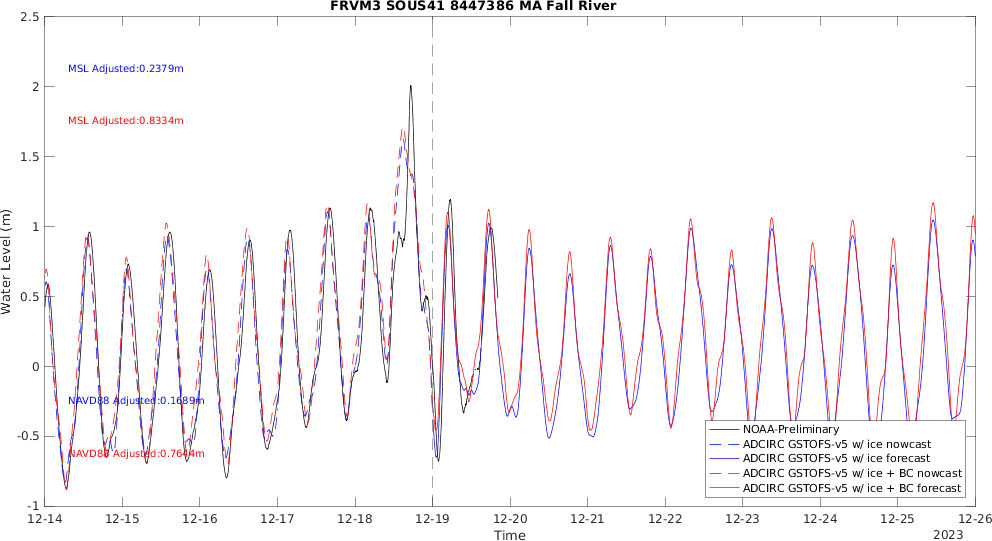 FRVM3 SOUS41 8447386 MA Fall River
2.5
2
1.5
1
0.5
0
-0.5
-1
Water Level (m)
MSL Adjusted:0.2379m
MSL Adjusted:0.8334m
NAVD88 Adjusted:0.1689m
NAVD88 Adjusted:0.7644m
NOAA-Preliminary
ADCIRC GSTOFS-v5 w/ ice nowcast
ADCIRC GSTOFS-v5 w/ ice forecast
ADCIRC GSTOFS-v5 w/ ice + BC nowcast
ADCIRC GSTOFS-v5 w/ ice + BC forecast
12-14 12-15 12-16 12-17 12-18 12-19 12-20 12-21 12-22 12-23 12-24 12-25 12-26
Time
2023